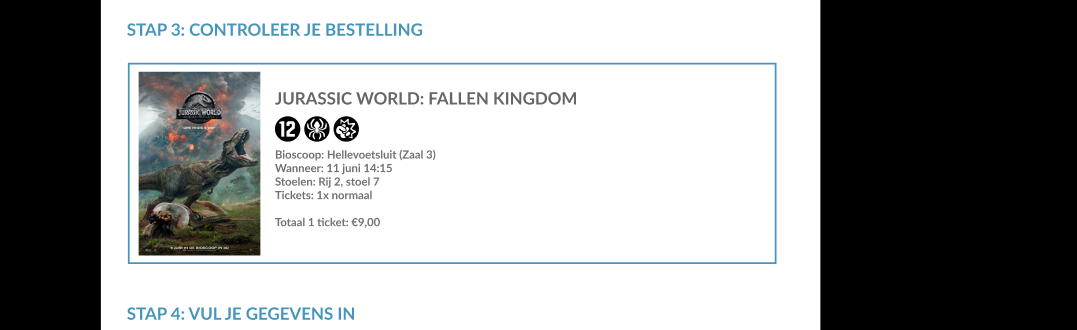 STAP 3: CONTROLEER JE BESTELLING
JURASSIC WORLD
JURASSIC WORLD: FALLEN KINGDOM
12
Bioscoop: Hellevoetsluit (Zaal 3)
Wanneer: 11 juni 14:15
Stoelen: Rij 2, stoel 7
Tickets: 1x normaal
Totaal 1 ticket: €9,00
STAP 4: VUL JE GEGEVENS IN